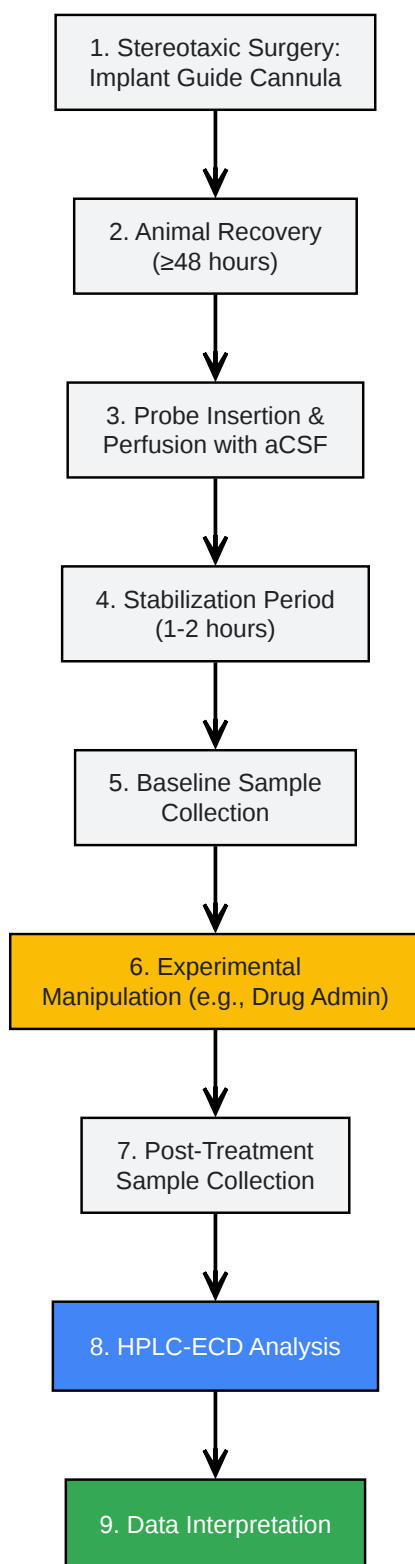 1. Stereotaxic Surgery:
Implant Guide Cannula
2. Animal Recovery
(≥48 hours)
3. Probe Insertion &
Perfusion with aCSF
4. Stabilization Period
(1-2 hours)
5. Baseline Sample
Collection
6. Experimental
Manipulation (e.g., Drug Admin)
7. Post-Treatment
Sample Collection
8. HPLC-ECD Analysis
9. Data Interpretation